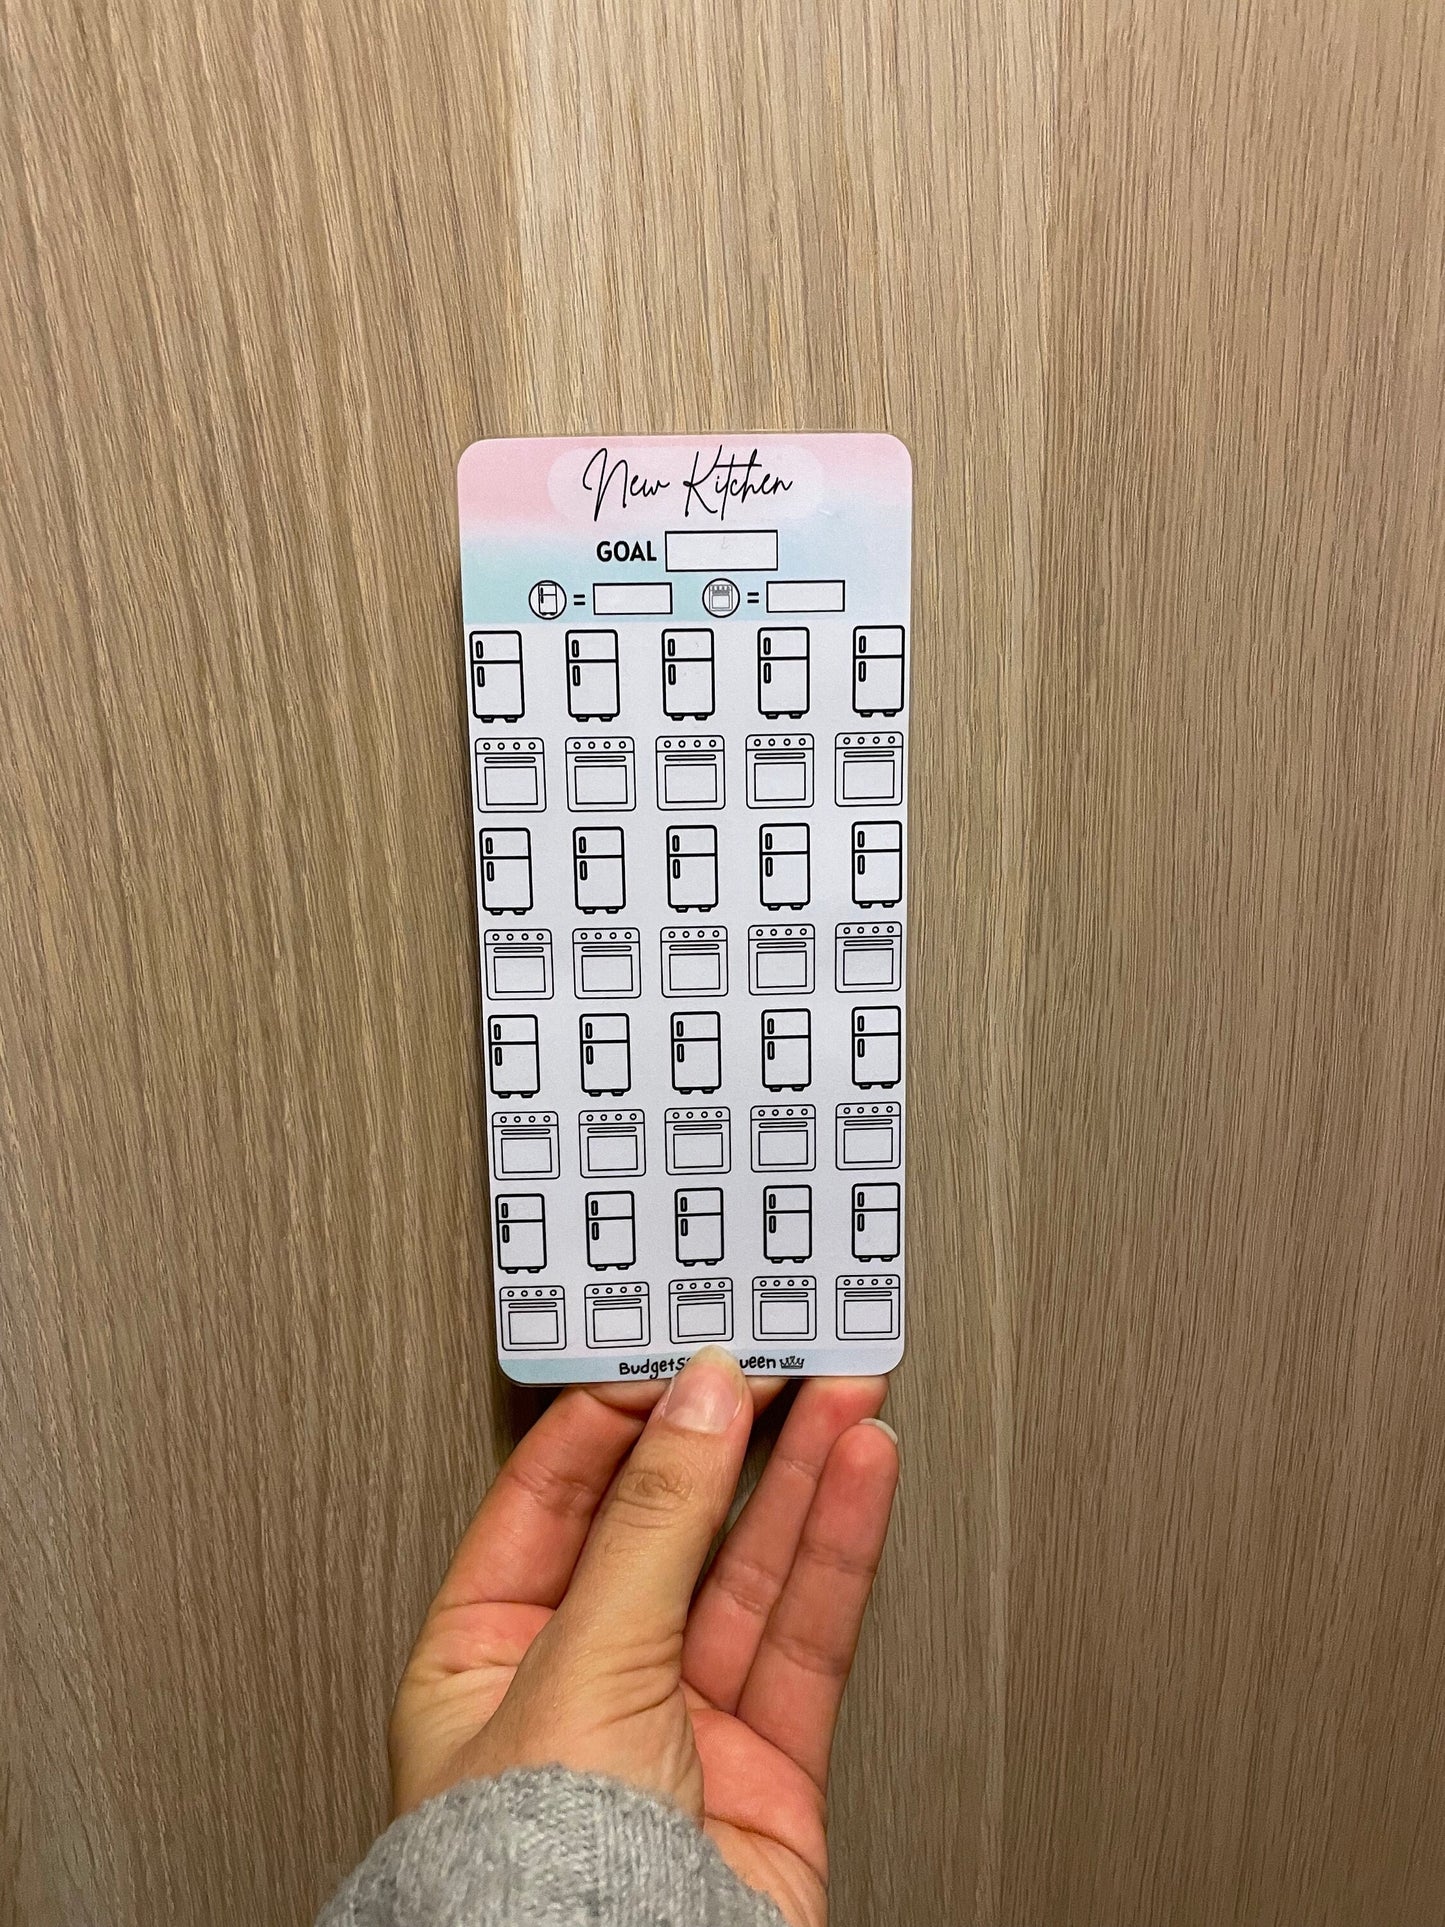 New Kitchen
GOAL
= =